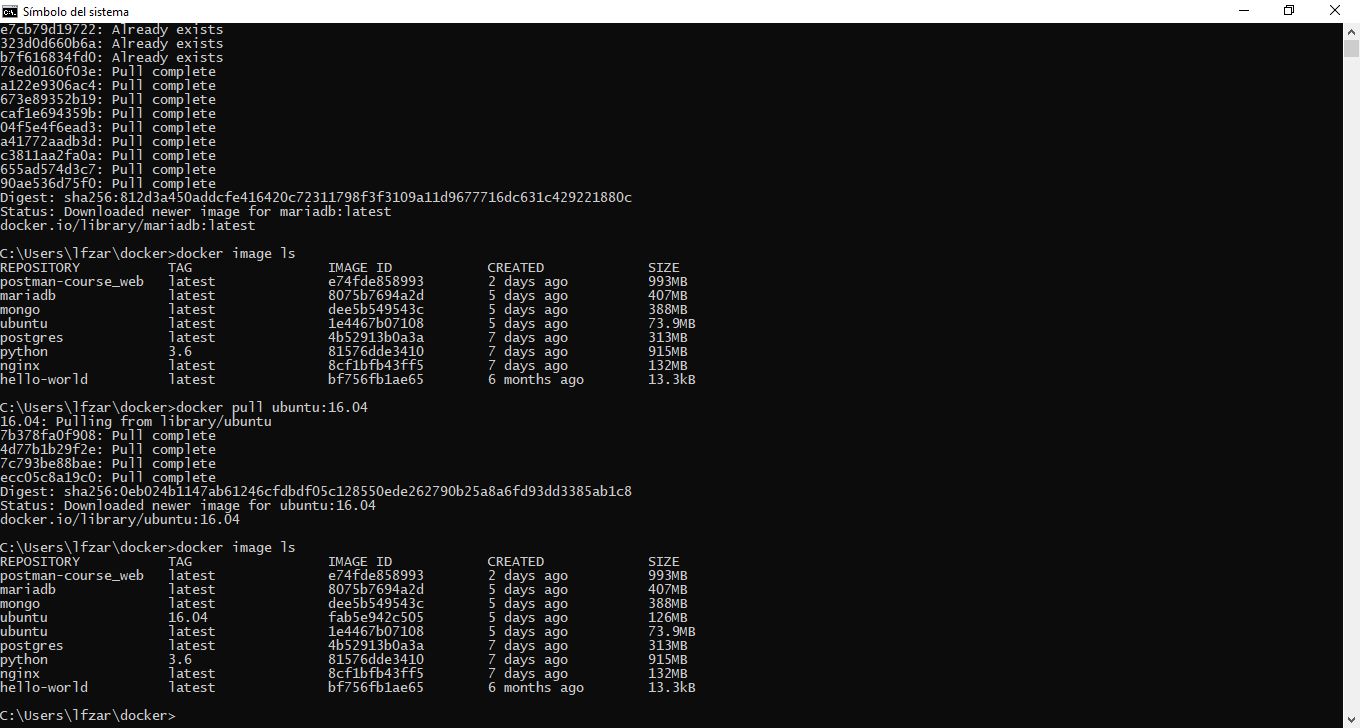 Símbolo del sistema
e7cb79d19722: Already exists
323d0d660b6a: Already exists
b7f616834fd0: Already exists
78ed0160f03e: Pull complete
a122e9306ac4: Pull complete
673e89352b19: Pull complete
caf1e694359b: Pull complete
04f5e4f6ead3: Pull complete
a41772aadb3d: Pull complete
c3811aa2fa0a: Pull complete
655ad574d3c7: Pull complete
90ae536d75f0: Pull complete
Digest: sha256:812d3a450addcfe416420c72311798f3f3109a11d9677716dc631c429221880c
Status: Downloaded newer image for mariadb:latest
docker.io/library/mariadb:latest
C:\Users\lfzar\docker>docker image ls
REPOSITORY TAG IMAGE ID CREATED SIZE
postman-course_web latest e74fde858993 2 days ago 993MB
mariadb latest 8075b7694a2d 5 days ago 407MB
mongo latest dee5b549543c 5 days ago 388MB
ubuntu latest 1e4467b07108 5 days ago 73.9MB
postgres latest 4b52913b0a3a 7 days ago 313MB
python 3.6 81576dde3410 7 days ago 915MB
nginx latest 8cf1bfb43ff5 7 days ago 132MB
hello-world latest bf756fb1ae65 6 months ago 13.3kB
C:\Users\lfzar\docker>docker pull ubuntu:16.04
16.04: Pulling from library/ubuntu
7b378fa0f908: Pull complete
4d77b1b29f2e: Pull complete
7c793be88bae: Pull complete
ecc05c8a19c0: Pull complete
Digest: sha256:0eb024b1147ab61246cfdbdf05c128550ede262790b25a8a6fd93dd3385ab1c8
Status: Downloaded newer image for ubuntu:16.04
docker.io/library/ubuntu:16.04
C:\Users\lfzar\docker>docker image ls
REPOSITORY TAG IMAGE ID CREATED SIZE
postman-course_web latest e74fde858993 2 days ago 993MB
mariadb latest 8075b7694a2d 5 days ago 407MB
mongo latest dee5b549543c 5 days ago 388MB
ubuntu 16.04 fab5e942c505 5 days ago 126MB
ubuntu latest 1e4467b07108 5 days ago 73.9MB
postgres latest 4b52913b0a3a 7 days ago 313MB
python 3.6 81576dde3410 7 days ago 915MB
nginx latest 8cf1bfb43ff5 7 days ago 132MB
hello-world latest bf756fb1ae65 6 months ago 13.3kB
C:\Users\lfzar\docker>